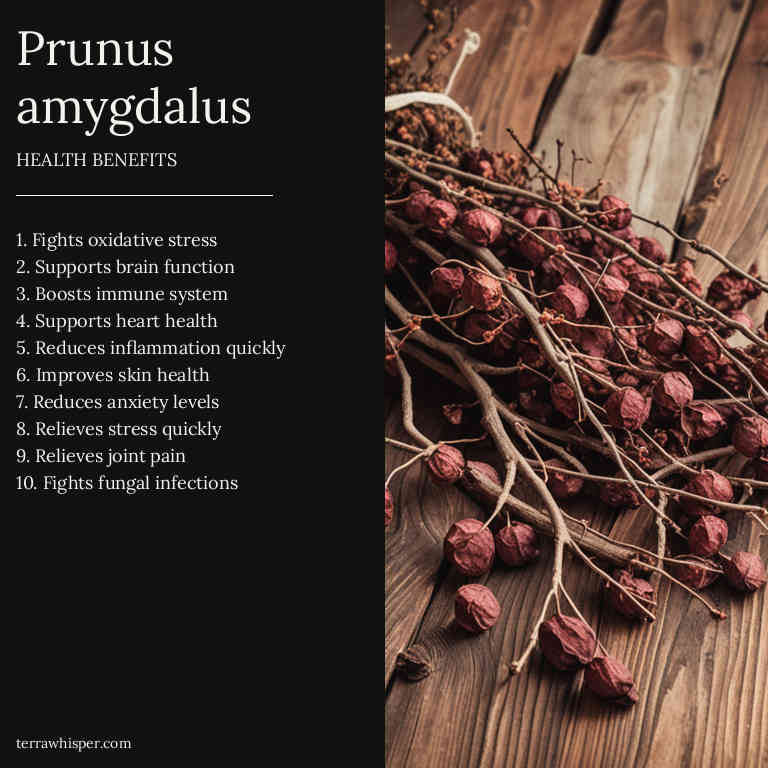 Prunus
amygdalus
HEALTH BENEFITS
1. Fights oxidative stress
2. Supports brain function
3. Boosts immune system
4. Supports heart health
5. Reduces inflammation quickly
6. Improves skin health
7. Reduces anxiety levels
8. Relieves stress quickly
9. Relieves joint pain
10. Fights fungal infections
terrawhisper.com